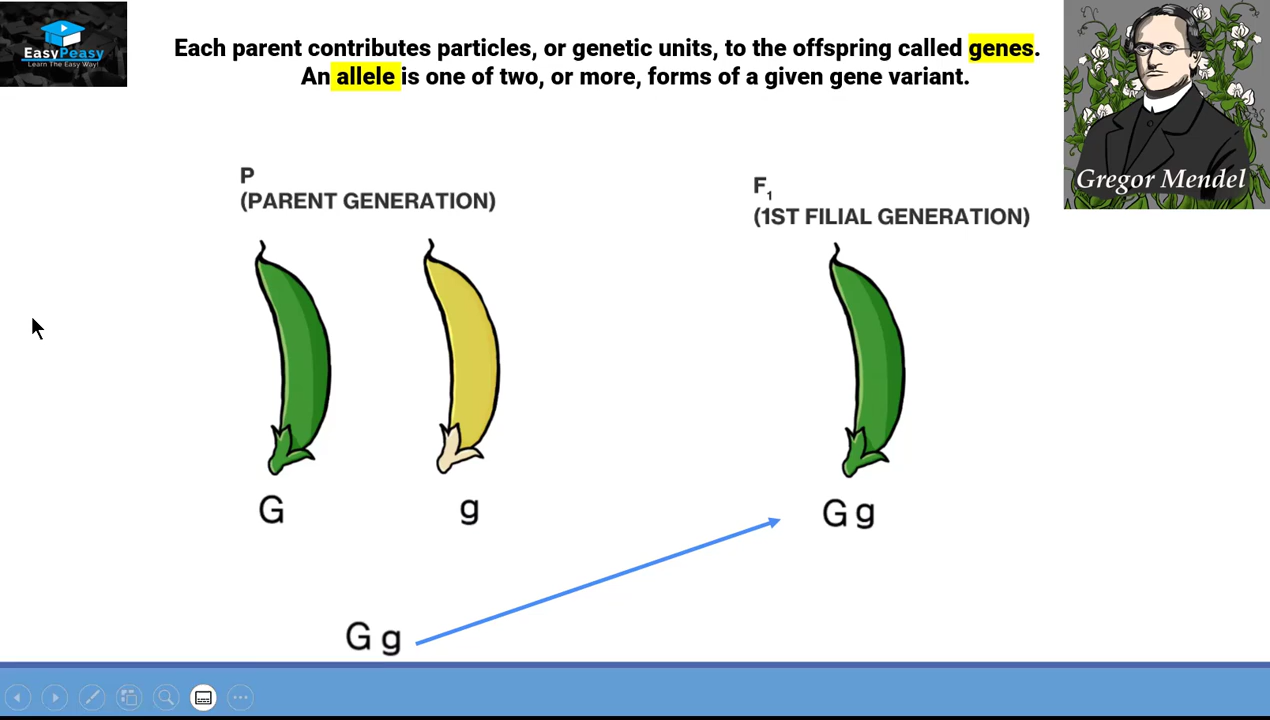 EasyPeasy
Learn The Easy Way!
Each parent contributes particles, or genetic units, to the offspring called genes.
An allele is one of two, or more, forms of a given gene variant.
Gregor Mendel
P
(PARENT GENERATION)
F1
(1ST FILIAL GENERATION)
G
g
G g
G g